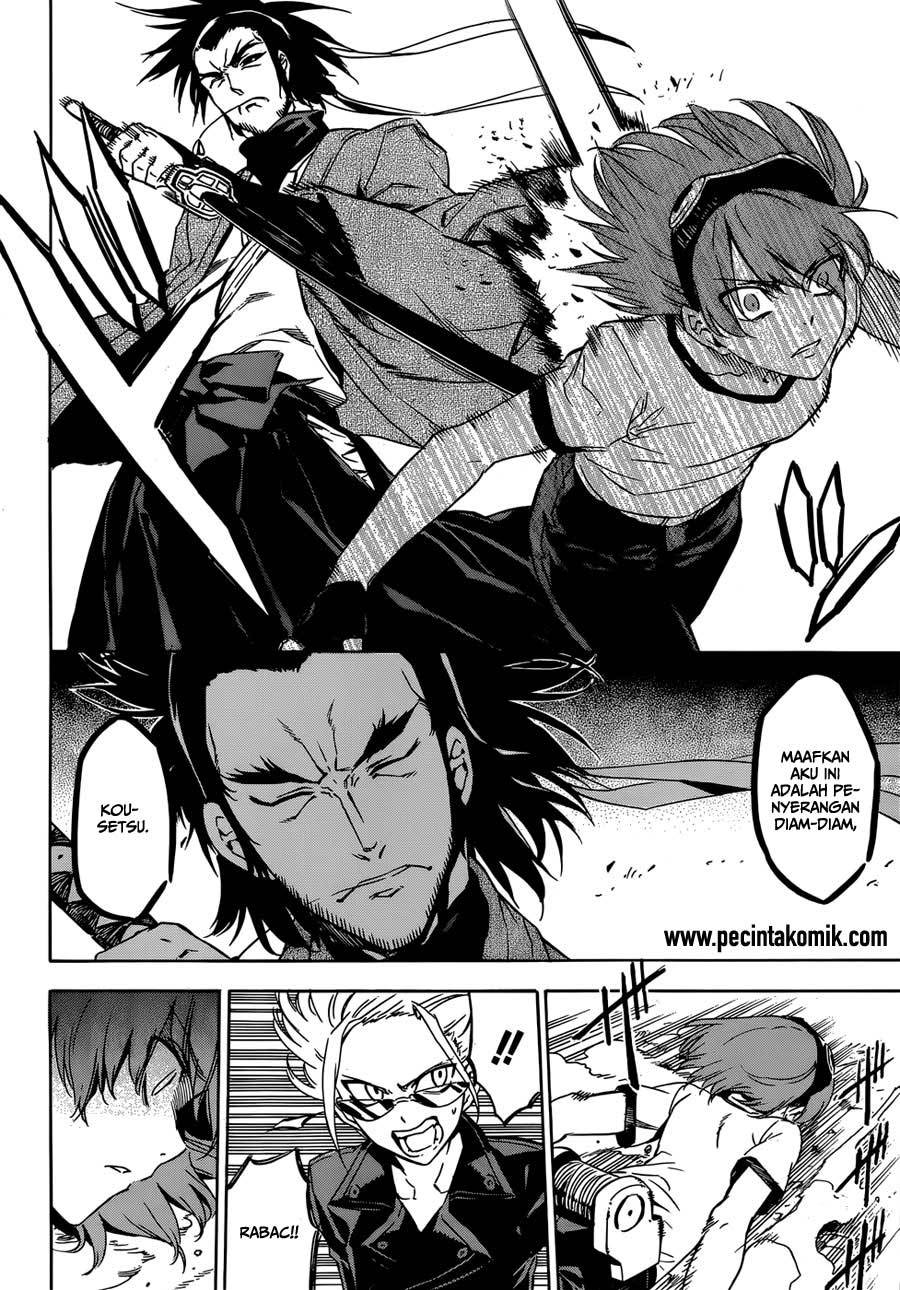 MAAFKAN
AKU INI
ADALAH PE-
NYERANGAN
DIAM-DIAM,
KOU-
SETSU.
www.pecintakomik.com
!!
RABAC!!